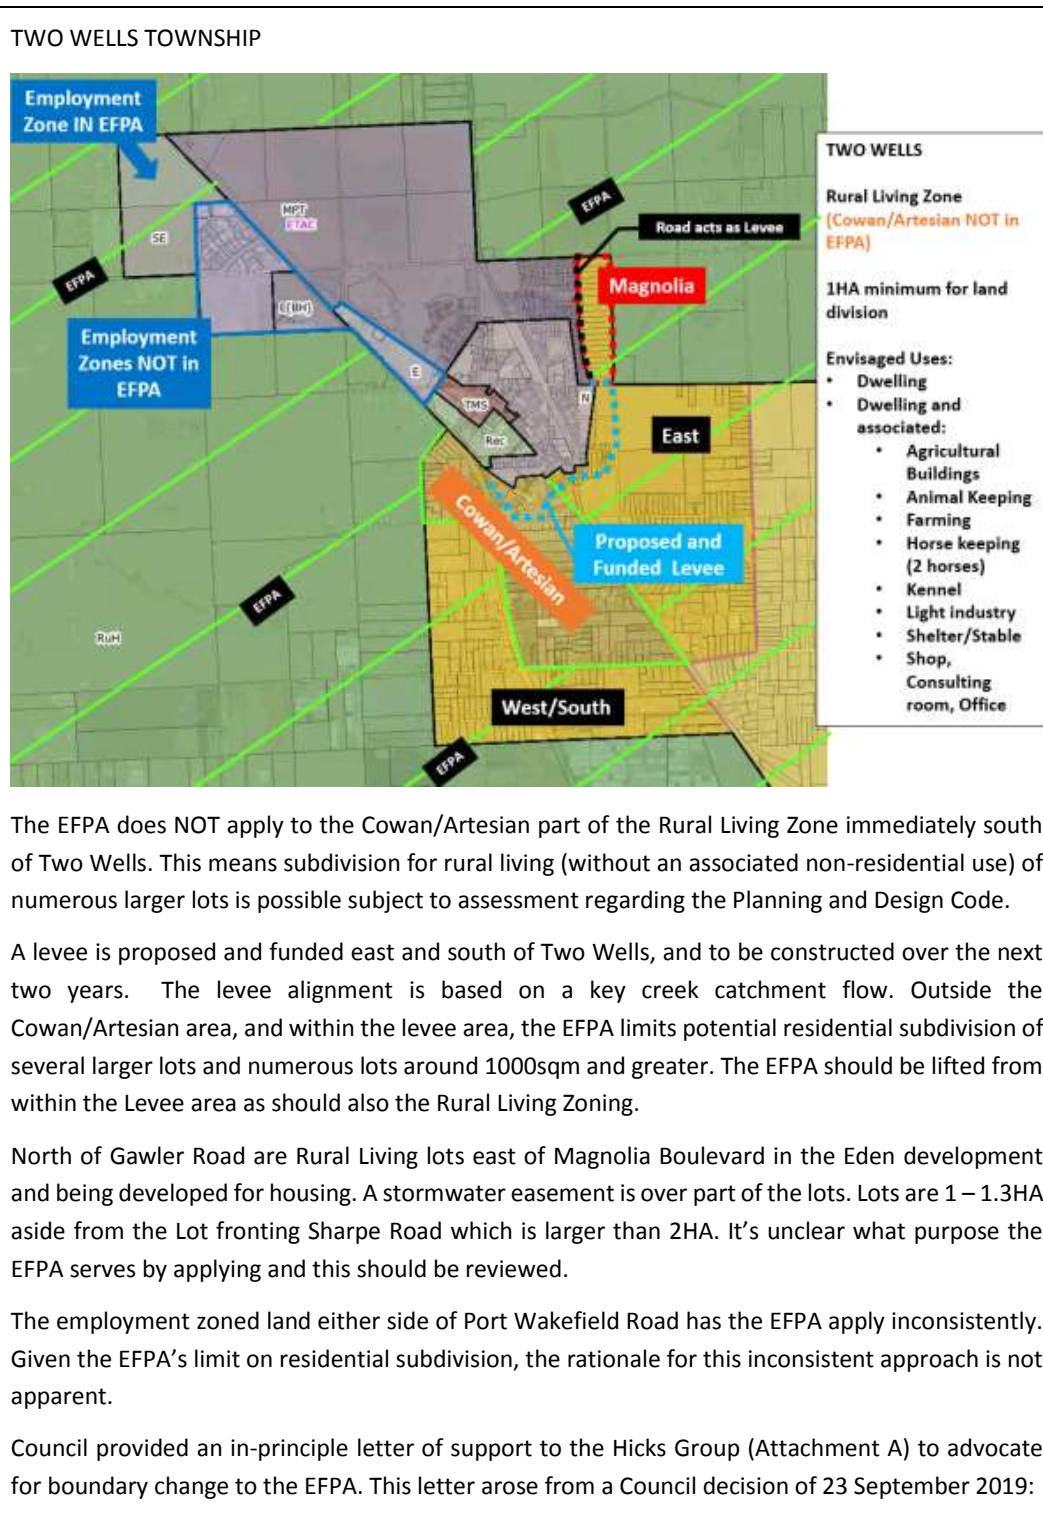 TWO WELLS TOWNSHIP
Employment
Zone IN EFPA
EFPA
Road acts as Levee
MPT
ETAC
SE
EFPA
Magnolia
E(BH)
Employment
Zones NOT in
EFPA
E
TMS
N
Rec
East
Cowan/Artesian
Proposed and
Funded Levee
EFPA
RuH
West/South
EFPA
TWO WELLS
Rural Living Zone
(Cowan/Artesian NOT in
EFPA)
1HA minimum for land
division
Envisaged Uses:
• Dwelling
• Dwelling and
associated:
• Agricultural
Buildings
• Animal Keeping
• Farming
• Horse keeping
(2 horses)
• Kennel
• Light industry
• Shelter/Stable
• Shop,
Consulting
room, Office
The EFPA does NOT apply to the Cowan/Artesian part of the Rural Living Zone immediately south
of Two Wells. This means subdivision for rural living (without an associated non-residential use) of
numerous larger lots is possible subject to assessment regarding the Planning and Design Code.
A levee is proposed and funded east and south of Two Wells, and to be constructed over the next
two years. The levee alignment is based on a key creek catchment flow. Outside the
Cowan/Artesian area, and within the levee area, the EFPA limits potential residential subdivision of
several larger lots and numerous lots around 1000sqm and greater. The EFPA should be lifted from
within the Levee area as should also the Rural Living Zoning.
North of Gawler Road are Rural Living lots east of Magnolia Boulevard in the Eden development
and being developed for housing. A stormwater easement is over part of the lots. Lots are 1 – 1.3HA
aside from the Lot fronting Sharpe Road which is larger than 2HA. It’s unclear what purpose the
EFPA serves by applying and this should be reviewed.
The employment zoned land either side of Port Wakefield Road has the EFPA apply inconsistently.
Given the EFPA’s limit on residential subdivision, the rationale for this inconsistent approach is not
apparent.
Council provided an in-principle letter of support to the Hicks Group (Attachment A) to advocate
for boundary change to the EFPA. This letter arose from a Council decision of 23 September 2019: